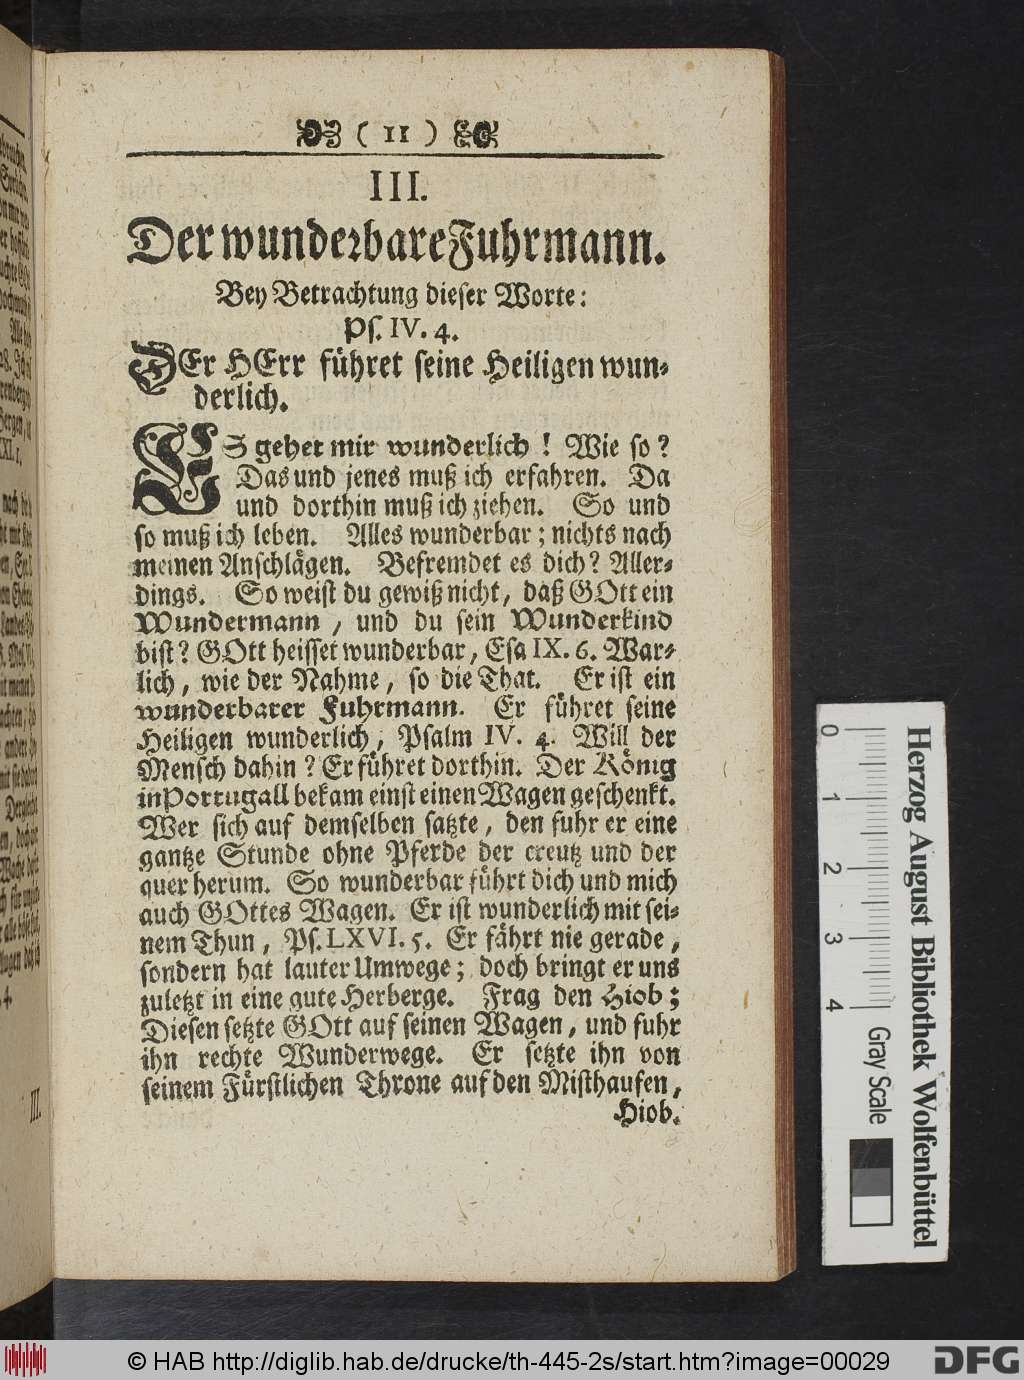 ( 11 )
III.
Der wunderbare Fuhrmann.
Bey Betrachtung dieser Worte:
Ps. IV. 4.
DEr HErr führet seine Heiligen wun-
derlich.
ES gehet mir wunderlich! Wie so?
Das und jenes muß ich erfahren. Da
und dorthin muß ich ziehen. So und
so muß ich leben. Alles wunderbar; nichts nach
meinen Anschlägen. Befremdet es dich? Aller-
dings. So weist du gewiß nicht, daß GOtt ein
Wundermann, und du sein Wunderkind
bist? GOtt heisset wunderbar, Esa IX. 6. War-
lich, wie der Nahme, so die That. Er ist ein
wunderbarer Fuhrmann. Er führet seine
Heiligen wunderlich, Psalm IV. 4. Will der
Mensch dahin? Er führet dorthin. Der König
in Portugall bekam einst einen Wagen geschenkt.
Wer sich auf demselben satzte, den fuhr er eine
gantze Stunde ohne Pferde der creutz und der
quer herum. So wunderbar führt dich und mich
auch GOttes Wagen. Er ist wunderlich mit sei-
nem Thun, Ps. LXVI. 5. Er fährt nie gerade,
sondern hat lauter Umwege; doch bringt er uns
zuletzt in eine gute Herberge. Frag den Hiob;
Diesen setzte GOtt auf seinen Wagen, und fuhr
ihn rechte Wunderwege. Er setzte ihn von
seinem Fürstlichen Throne auf den Misthaufen,
Hiob.
III.
0 1 2 3 4
Gray Scale
Herzog August Bibliothek Wolfenbüttel
© HAB http://diglib.hab.de/drucke/th-445-2s/start.htm?image=00029
DFG